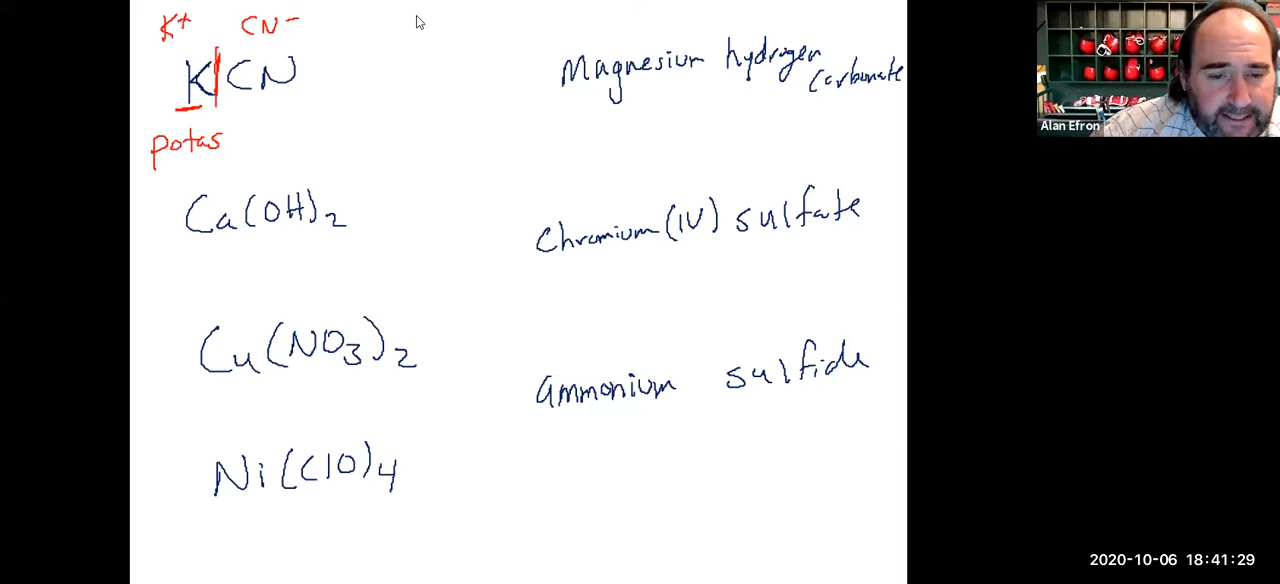 K+ CN-
K|CN
potas
Magnesium hydrogen
carbonate
Ca(OH)2
Chromium (IV) sulfate
Cu(NO3)2
ammonium sulfide
Ni(ClO)4
Alan Efron
2020-10-06 18:41:29